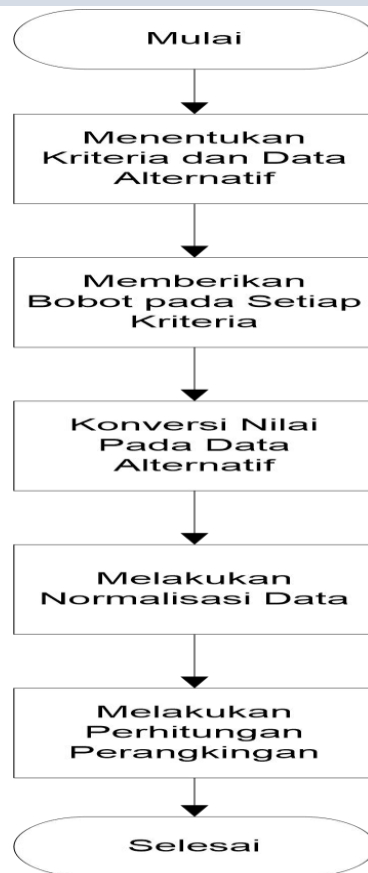 Mulai
Menentukan
Kriteria dan Data
Alternatif
Memberikan
Bobot pada Setiap
Kriteria
Konversi Nilai
Pada Data
Alternatif
Melakukan
Normalisasi Data
Melakukan
Perhitungan
Perangkingan
Selesai